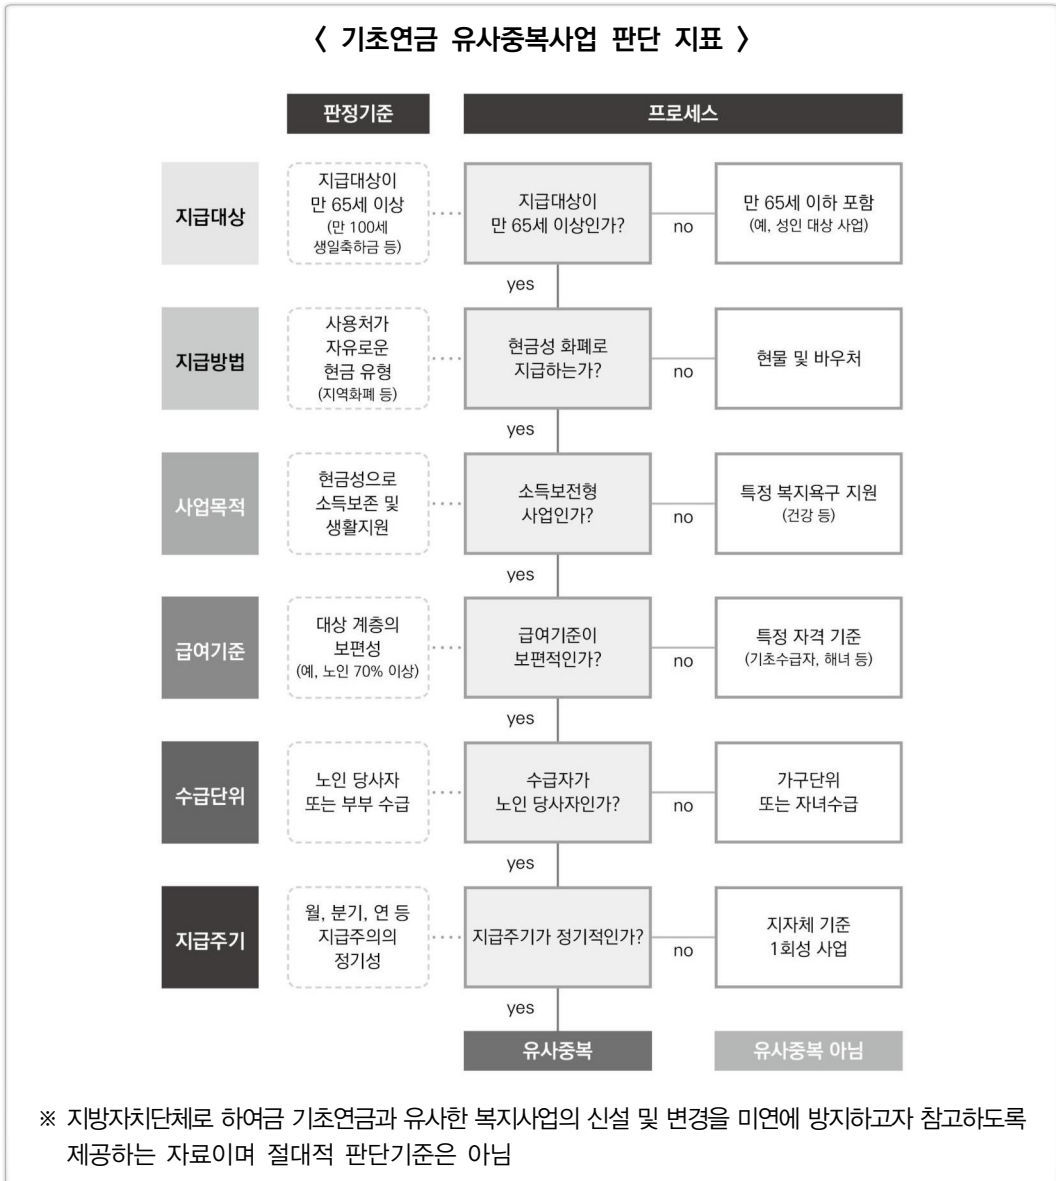 〈 기초연금 유사중복사업 판단 지표 〉
판정기준
프로세스
지급대상
지급대상이
만 65세 이상
(만 100세
생일축하금 등)
지급대상이
만 65세 이상인가?
no
만 65세 이하 포함
(예, 성인 대상 사업)
yes
지급방법
사용처가
자유로운
현금 유형
(지역화폐 등)
현금성 화폐로
지급하는가?
no
현물 및 바우처
yes
사업목적
현금성으로
소득보존 및
생활지원
소득보전형
사업인가?
no
특정 복지욕구 지원
(건강 등)
yes
급여기준
대상 계층의
보편성
(예, 노인 70% 이상)
급여기준이
보편적인가?
no
특정 자격 기준
(기초수급자, 해녀 등)
yes
수급단위
노인 당사자
또는 부부 수급
수급자가
노인 당사자인가?
no
가구단위
또는 자녀수급
yes
지급주기
월, 분기, 연 등
지급주의의
정기성
지급주기가 정기적인가?
no
지자체 기준
1회성 사업
yes
유사중복
유사중복 아님
※ 지방자치단체로 하여금 기초연금과 유사한 복지사업의 신설 및 변경을 미연에 방지하고자 참고하도록
제공하는 자료이며 절대적 판단기준은 아님